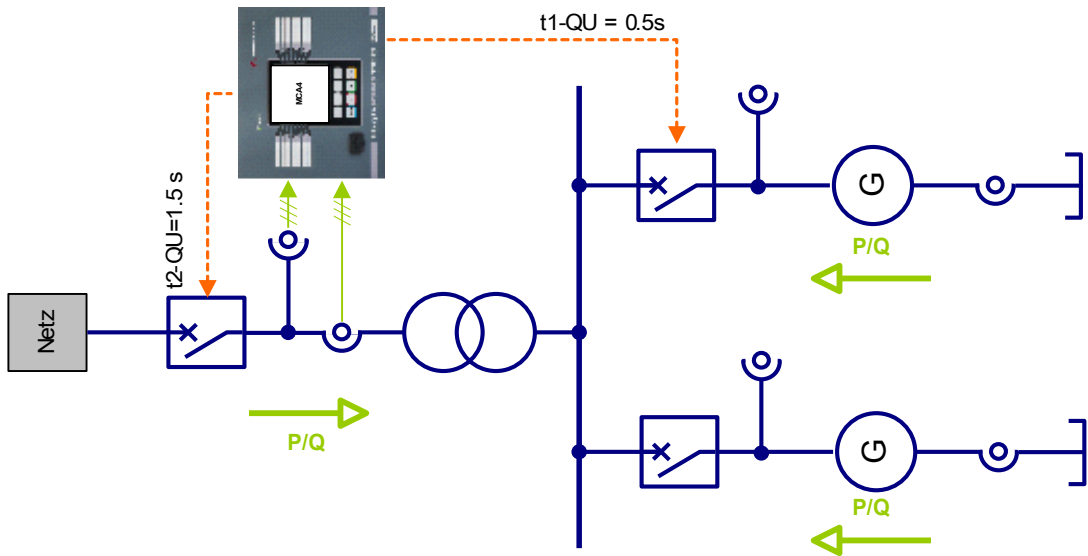 t1-QU = 0.5s
MCA4
t2-QU=1.5 s
G
P/Q
Netz
P/Q
G
P/Q